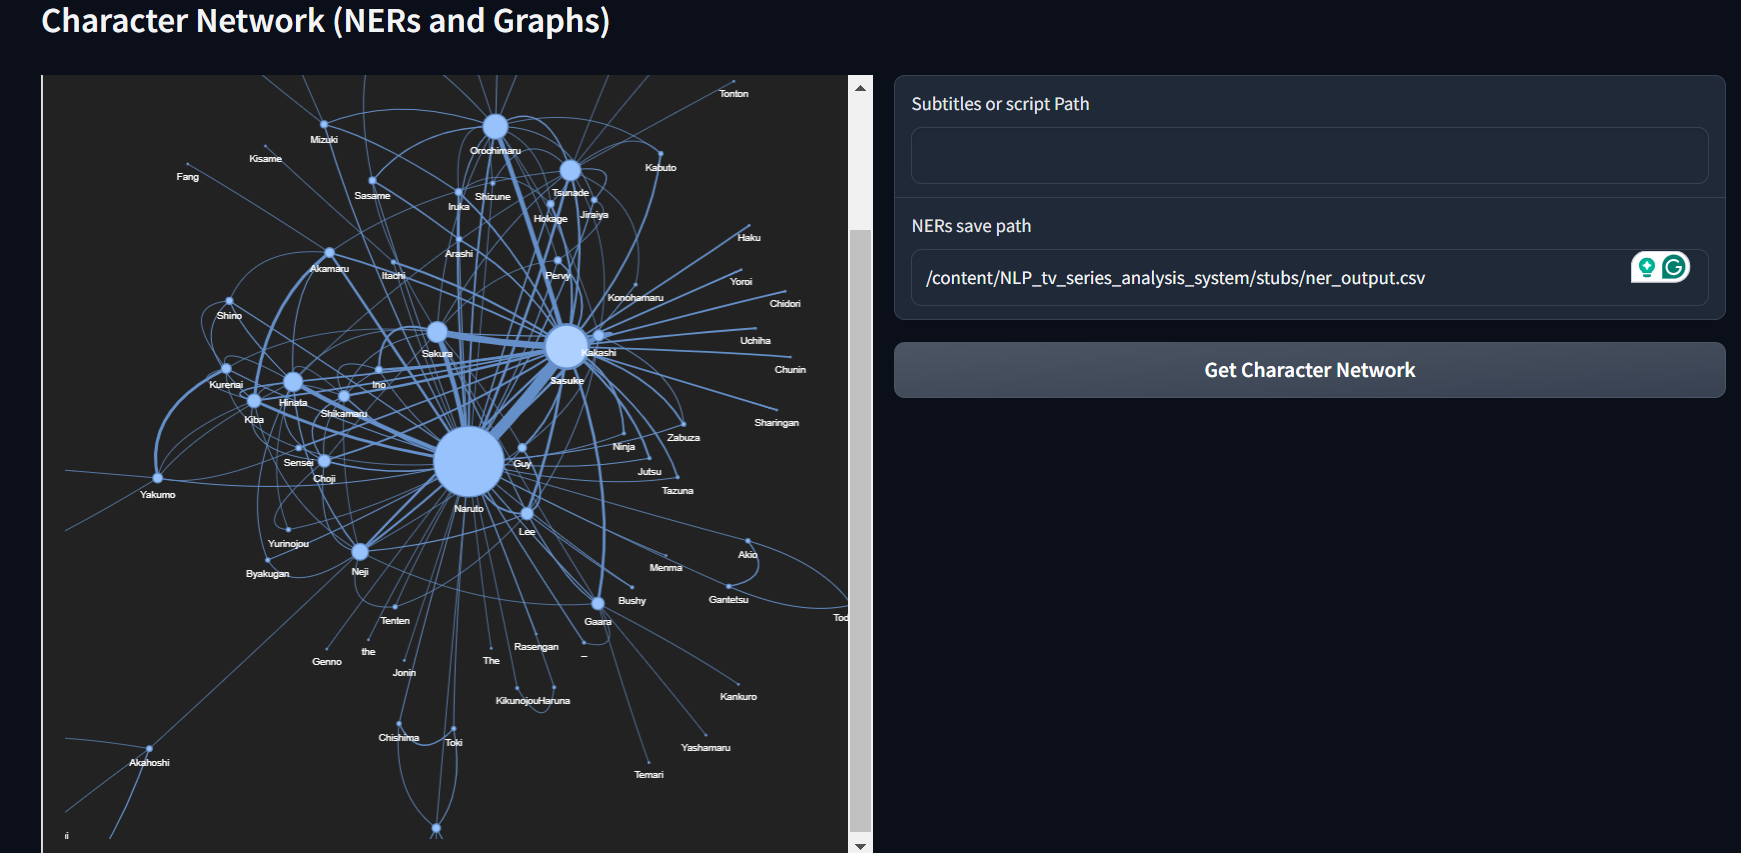 Character Network (NERs and Graphs)
Tonton
Mizuki
Orochimaru
Kisame
Kabuto
Fang
Sasame
Shizune
Tsunade
Iruka
Hokage
Jiraiya
Haku
Arashi
Akamaru
Itachi
Pervy
Yoroi
Konohamaru
Chidori
Shino
Uchiha
Sakura
Kakashi
Chunin
Kurenai
Ino
Sasuke
Hinata
Shikamaru
Kiba
Sharingan
Zabuza
Ninja
Sensei
Guy
Jutsu
Choji
Yakumo
Tazuna
Naruto
Lee
Yurinojou
Akio
Menma
Byakugan
Neji
Bushy
Gantetsu
Tod
Tenten
Gaara
Rasengan
the
_
Genno
The
Jonin
Kankuro
KikunojouHaruna
Chishima
Toki
Yashamaru
Akahoshi
Temari
ii
Subtitles or script Path
NERs save path
/content/NLP_tv_series_analysis_system/stubs/ner_output.csv
Get Character Network